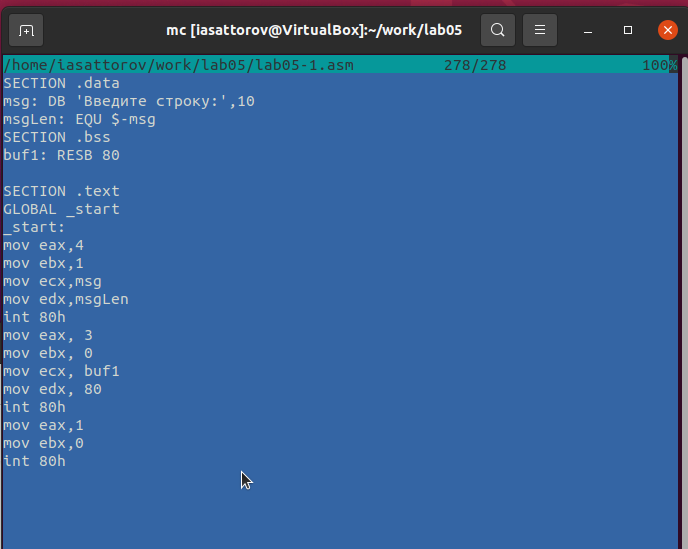 mc [iasattorov@VirtualBox]:~/work/lab05
/home/iasattorov/work/lab05/lab05-1.asm 278/278 100%
SECTION .data
msg: DB 'Введите строку:',10
msgLen: EQU $-msg
SECTION .bss
buf1: RESB 80

SECTION .text
GLOBAL _start
_start:
mov eax,4
mov ebx,1
mov ecx,msg
mov edx,msgLen
int 80h
mov eax, 3
mov ebx, 0
mov ecx, buf1
mov edx, 80
int 80h
mov eax,1
mov ebx,0
int 80h